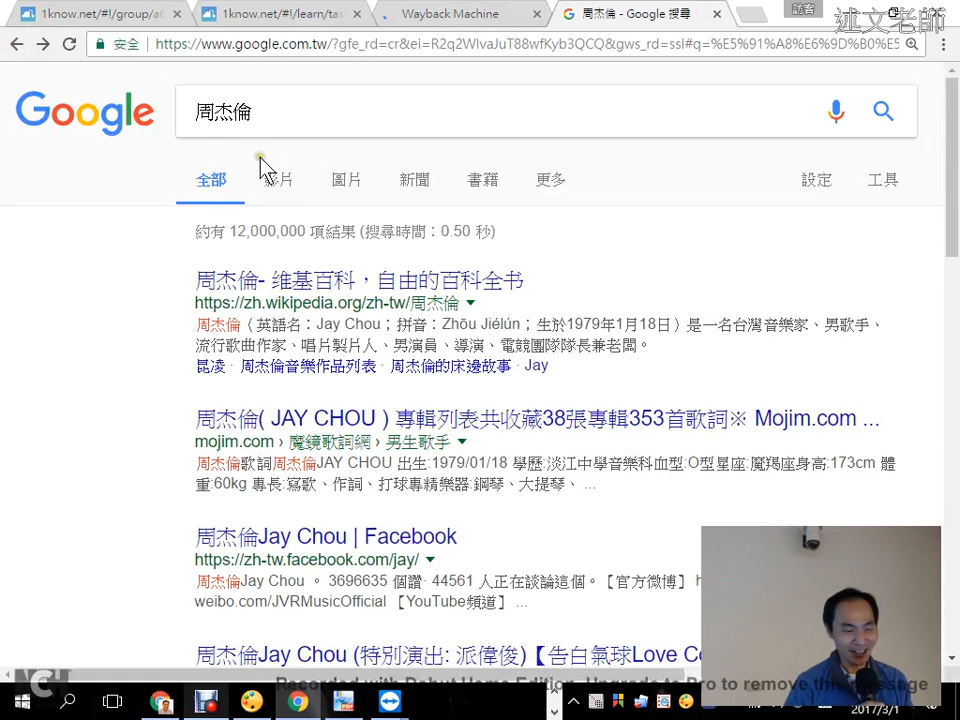 1know.net/#!/group/a6
1know.net/#!/learn/tas
Wayback Machine
周杰倫 - Google 搜尋
訪客
述文老師
安全
https://www.google.com.tw/?gfe_rd=cr&ei=R2q2WIvaJuT88wfKyb3QCQ&gws_rd=ssl#q=%E5%91%A8%E6%9D%B0%E5
Google
周杰倫
全部
影片
圖片
新聞
書籍
更多
設定
工具
約有 12,000,000 項結果 (搜尋時間：0.50 秒)
周杰倫- 维基百科，自由的百科全书
https://zh.wikipedia.org/zh-tw/周杰倫
周杰倫（英語名：Jay Chou；拼音：Zhōu Jiélún；生於1979年1月18日）是一名台灣音樂家、男歌手、
流行歌曲作家、唱片製片人、男演員、導演、電競團隊隊長兼老闆。
昆凌 · 周杰倫音樂作品列表 · 周杰倫的床邊故事 · Jay
周杰倫( JAY CHOU ) 專輯列表共收藏38張專輯353首歌詞※ Mojim.com ...
mojim.com › 魔鏡歌詞網 › 男生歌手
周杰倫歌詞周杰倫JAY CHOU 出生:1979/01/18 學歷:淡江中學音樂科血型:O型星座:魔羯座身高:173cm 體
重:60kg 專長:寫歌、作詞、打球專精樂器:鋼琴、大提琴、 ...
周杰倫Jay Chou | Facebook
https://zh-tw.facebook.com/jay/
周杰倫Jay Chou 。 3696635 個讚· 44561 人正在談論這個。【官方微博】 h
weibo.com/JVRMusicOfficial 【YouTube頻道】 ...
周杰倫Jay Chou (特別演出: 派偉俊)【告白氣球Love Co
Recorded with Debut Home Edition. Upgrade to Pro to remove this message
2017/3/1